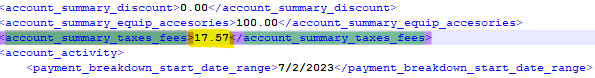 <account_summary_discount>0.00</account_summary_discount>
<account_summary_equip_accesories>100.00</account_summary_equip_accesories>
<account_summary_taxes_fees>17.57</account_summary_taxes_fees>
<account_activity>
<payment_breakdown_start_date_range>7/2/2023</payment_breakdown_start_date_range>